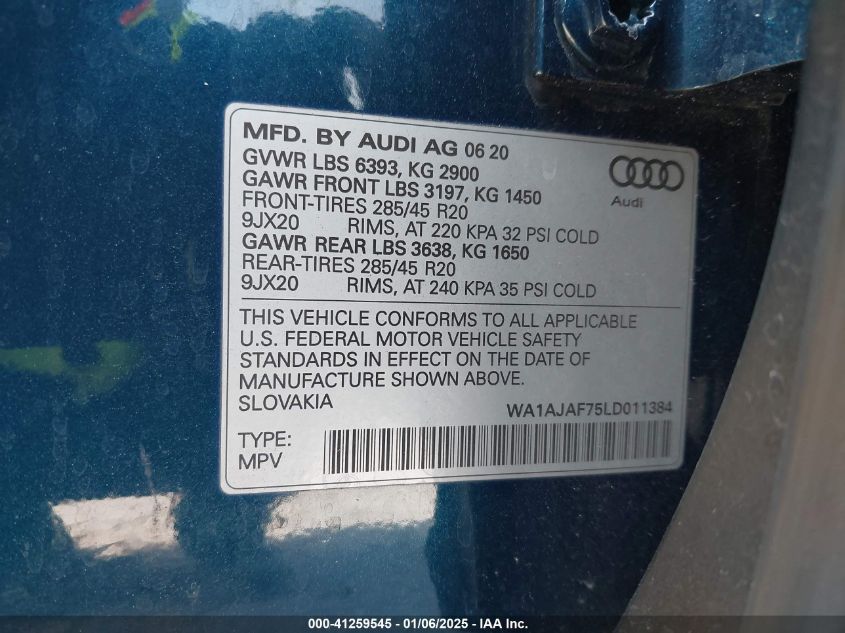 MFD. BY AUDI AG 06 20
GVWR LBS 6393, KG 2900
GAWR FRONT LBS 3197, KG 1450
FRONT-TIRES 285/45 R20
9JX20 RIMS, AT 220 KPA 32 PSI COLD
GAWR REAR LBS 3638, KG 1650
REAR-TIRES 285/45 R20
9JX20 RIMS, AT 240 KPA 35 PSI COLD
Audi
THIS VEHICLE CONFORMS TO ALL APPLICABLE
U.S. FEDERAL MOTOR VEHICLE SAFETY
STANDARDS IN EFFECT ON THE DATE OF
MANUFACTURE SHOWN ABOVE.
SLOVAKIA WA1AJAF75LD011384
TYPE:
MPV
000-41259545 - 01/06/2025 - IAA Inc.